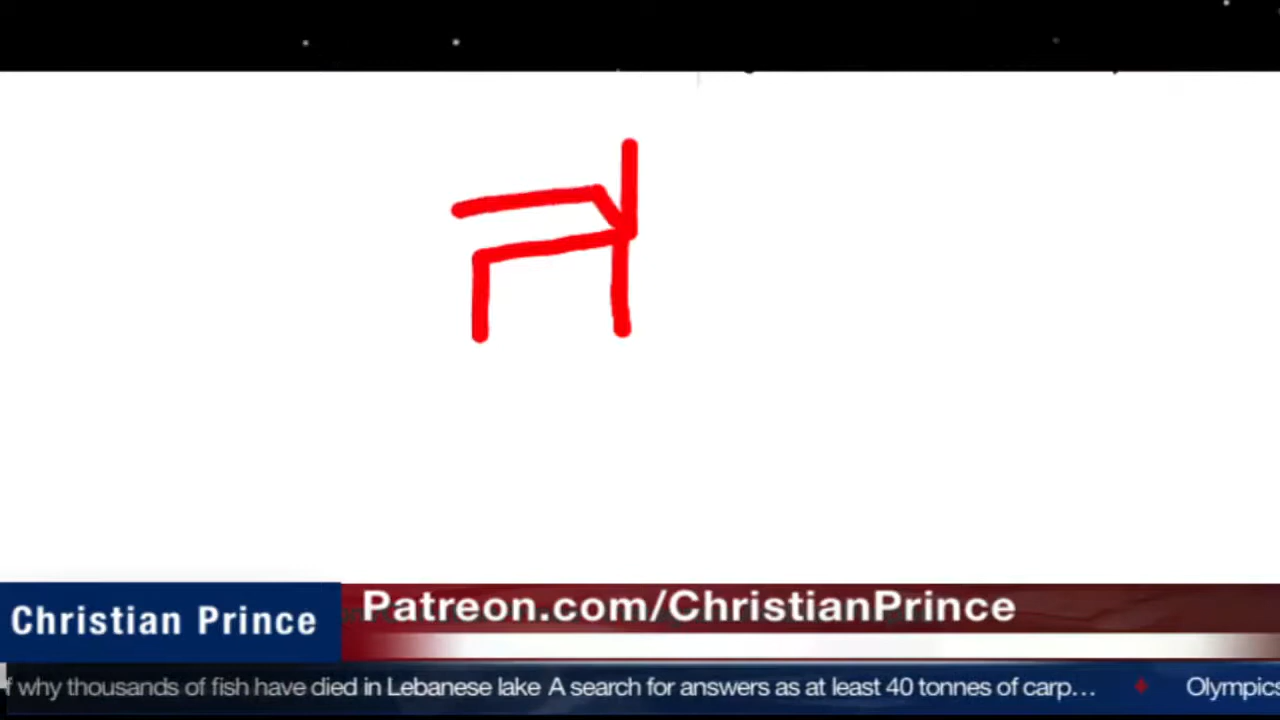 Christian Prince
Patreon.com/ChristianPrince
why thousands of fish have died in Lebanese lake A search for answers as at least 40 tonnes of carp… ♦ Olympics